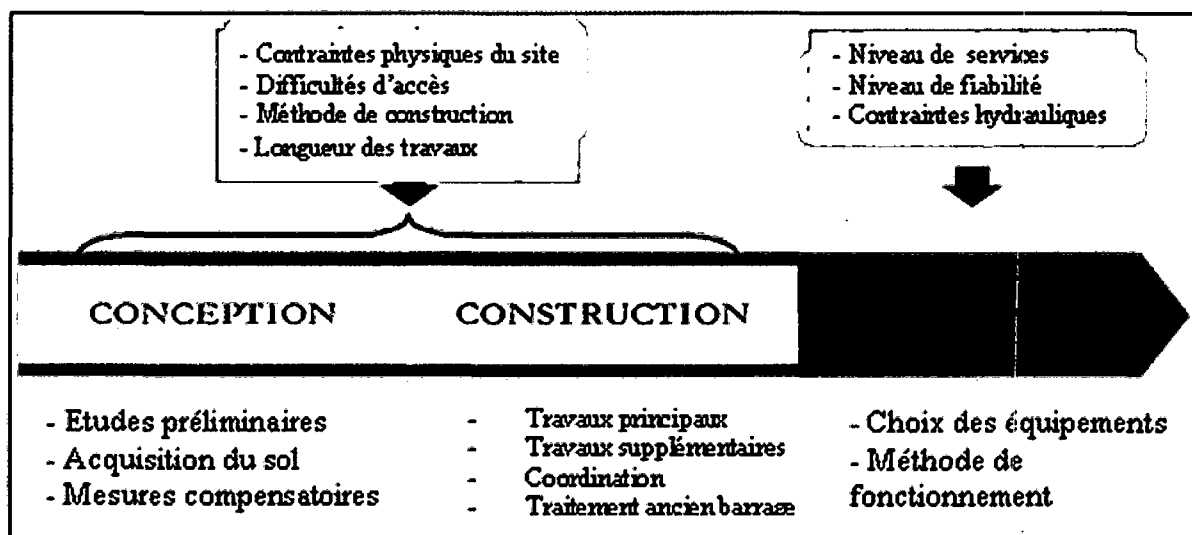 - Contraintes physiques du site
- Difficultés d'accès
- Méthode de construction
- Longueur des travaux
- Niveau de services
- Niveau de fiabilité
- Contraintes hydrauliques
CONCEPTION
CONSTRUCTION
- Etudes préliminaires
- Acquisition du sol
- Mesures compensatoires
- Travaux principaux
- Travaux supplémentaires
- Coordination
- Traitement ancien barrage
- Choix des équipements
- Méthode de
fonctionnement